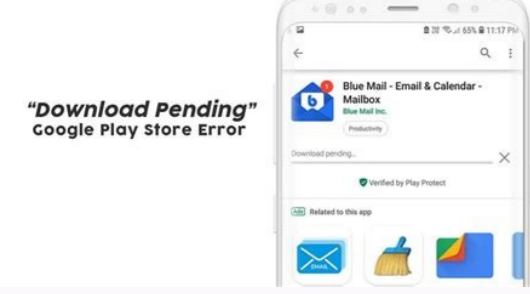 "Download Pending"
Google Play Store Error
65% 11:17 PM
Blue Mail - Email & Calendar -
Mailbox
Blue Mail Inc.
Productivity
Download pending...
Verified by Play Protect
Ads Related to this app
EMAIL